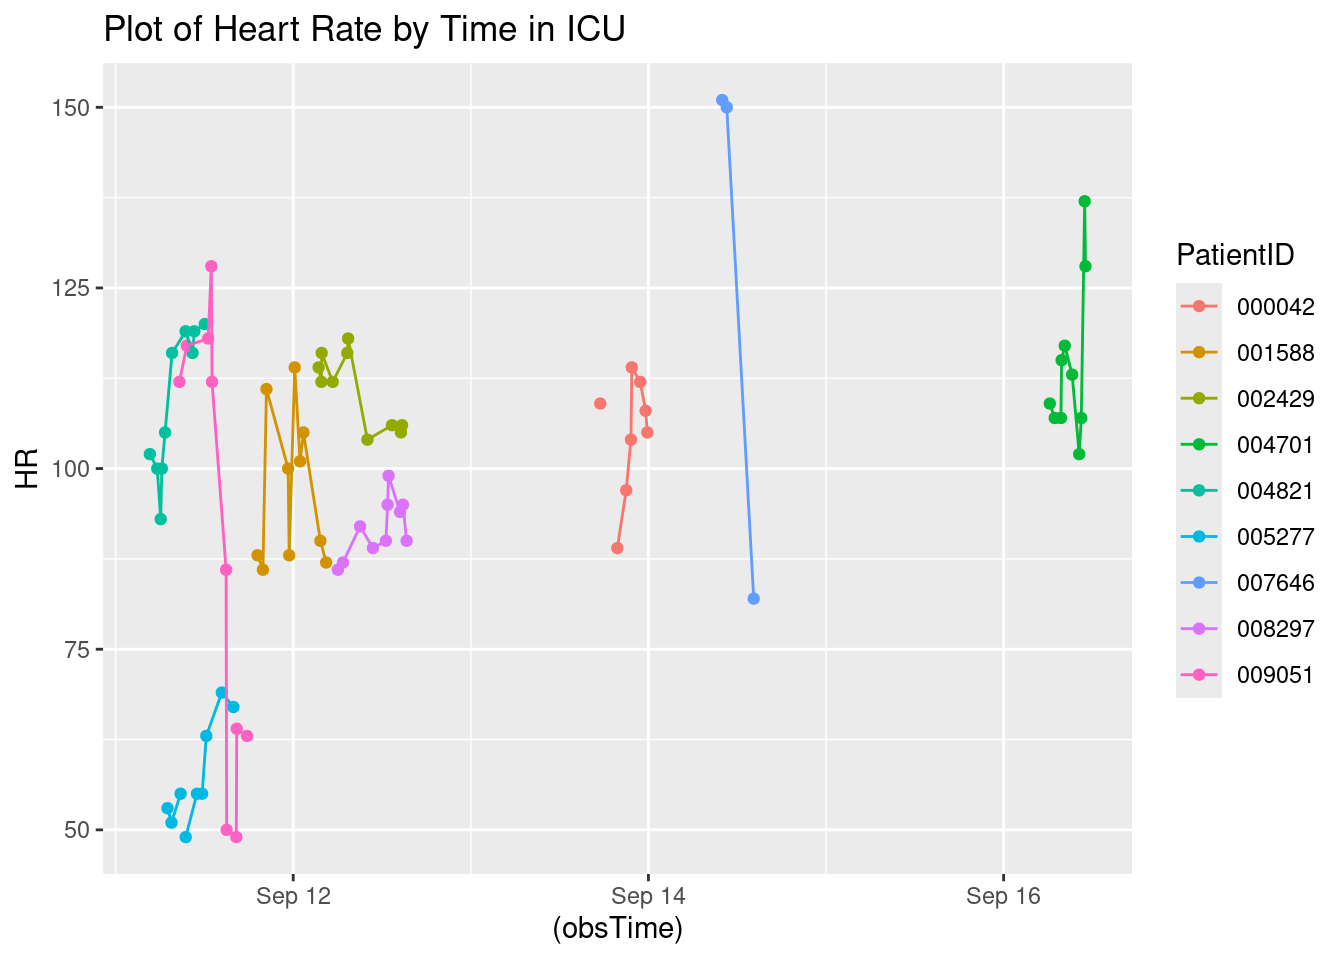 Plot of Heart Rate by Time in ICU
HR
150
125
100
75
50
Sep 12
Sep 14
Sep 16
(obsTime)
PatientID
000042
001588
002429
004701
004821
005277
007646
008297
009051